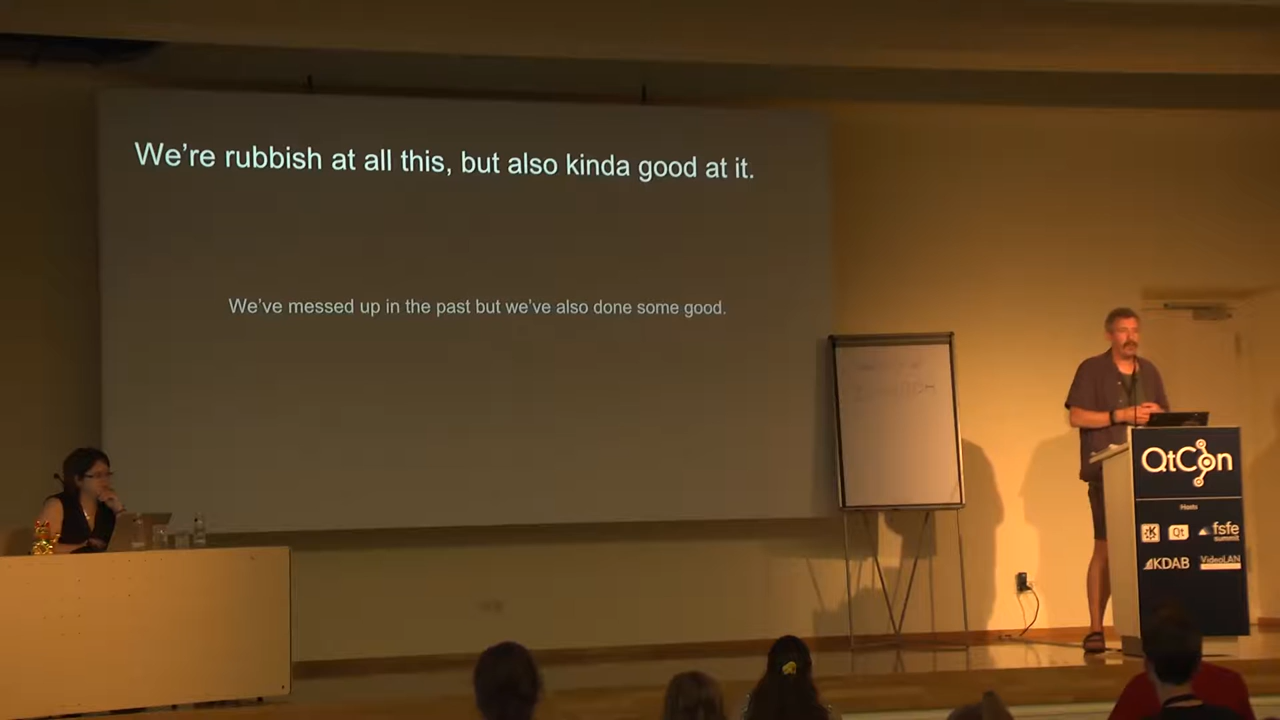 We're rubbish at all this, but also kinda good at it.
We've messed up in the past but we've also done some good.
QtCon
Hosts
Qt
fsfe
summit
KDAB
VideoLAN